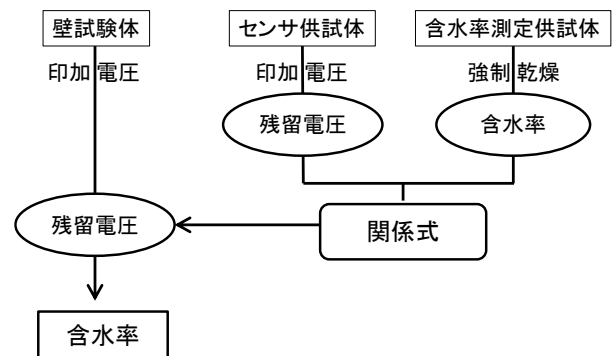 壁試験体 センサ供試体 含水率測定供試体
印加電圧 印加電圧 強制乾燥
残留電圧 含水率
残留電圧 関係式
含水率